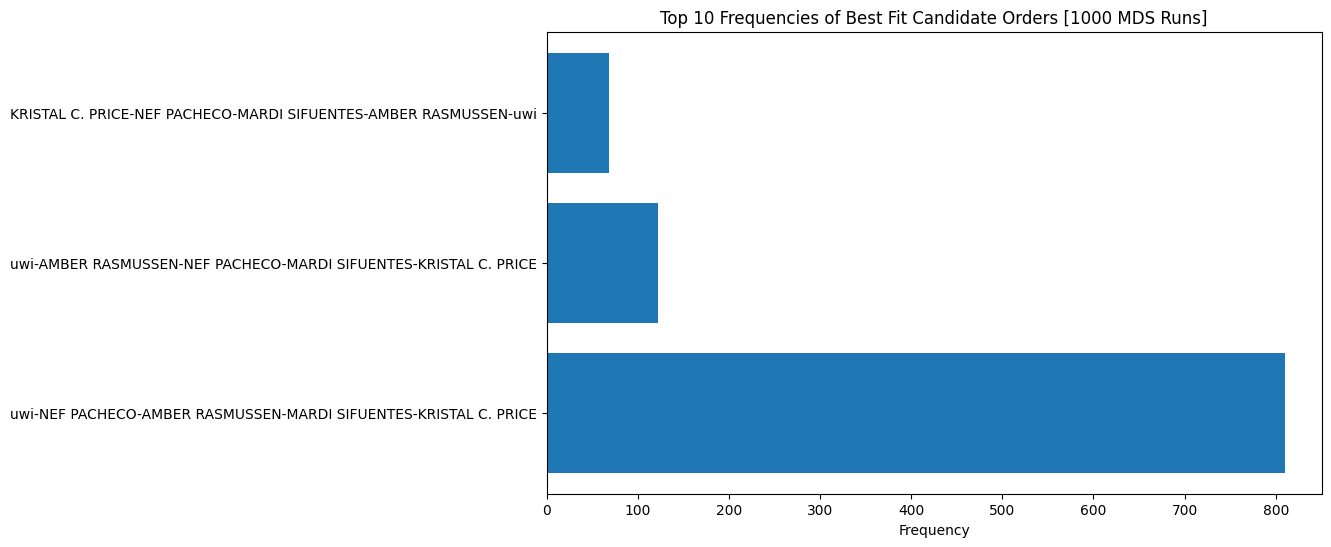 Top 10 Frequencies of Best Fit Candidate Orders [1000 MDS Runs]
KRISTAL C. PRICE-NEF PACHECO-MARDI SIFUENTES-AMBER RASMUSSEN-uwi
uwi-AMBER RASMUSSEN-NEF PACHECO-MARDI SIFUENTES-KRISTAL C. PRICE
uwi-NEF PACHECO-AMBER RASMUSSEN-MARDI SIFUENTES-KRISTAL C. PRICE
0 100 200 300 400 500 600 700 800
Frequency